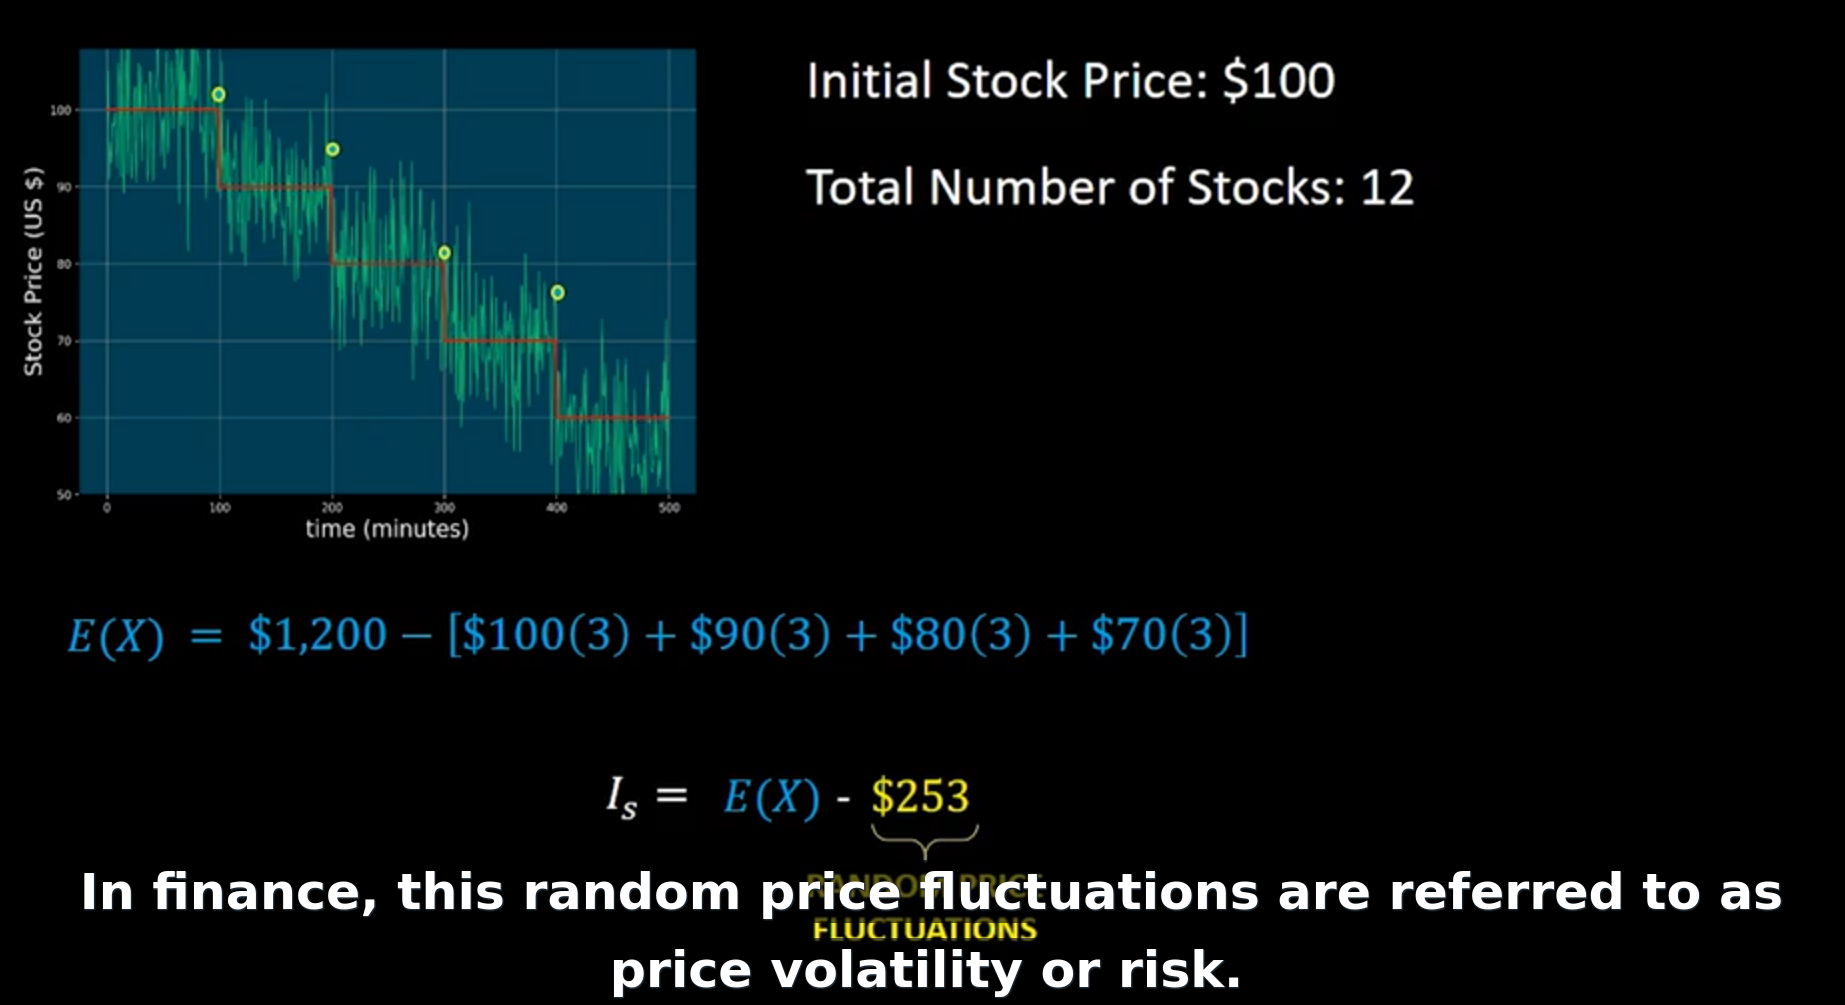 Initial Stock Price: $100
Total Number of Stocks: 12
Stock Price (US $)
100
90
80
70
60
50
0 100 200 300 400 500
time (minutes)
E(X) = $1,200 − [$100(3) + $90(3) + $80(3) + $70(3)]
Iₛ = E(X) - $253
RANDOM PRICE
In finance, this random price fluctuations are referred to as
FLUCTUATIONS
price volatility or risk.